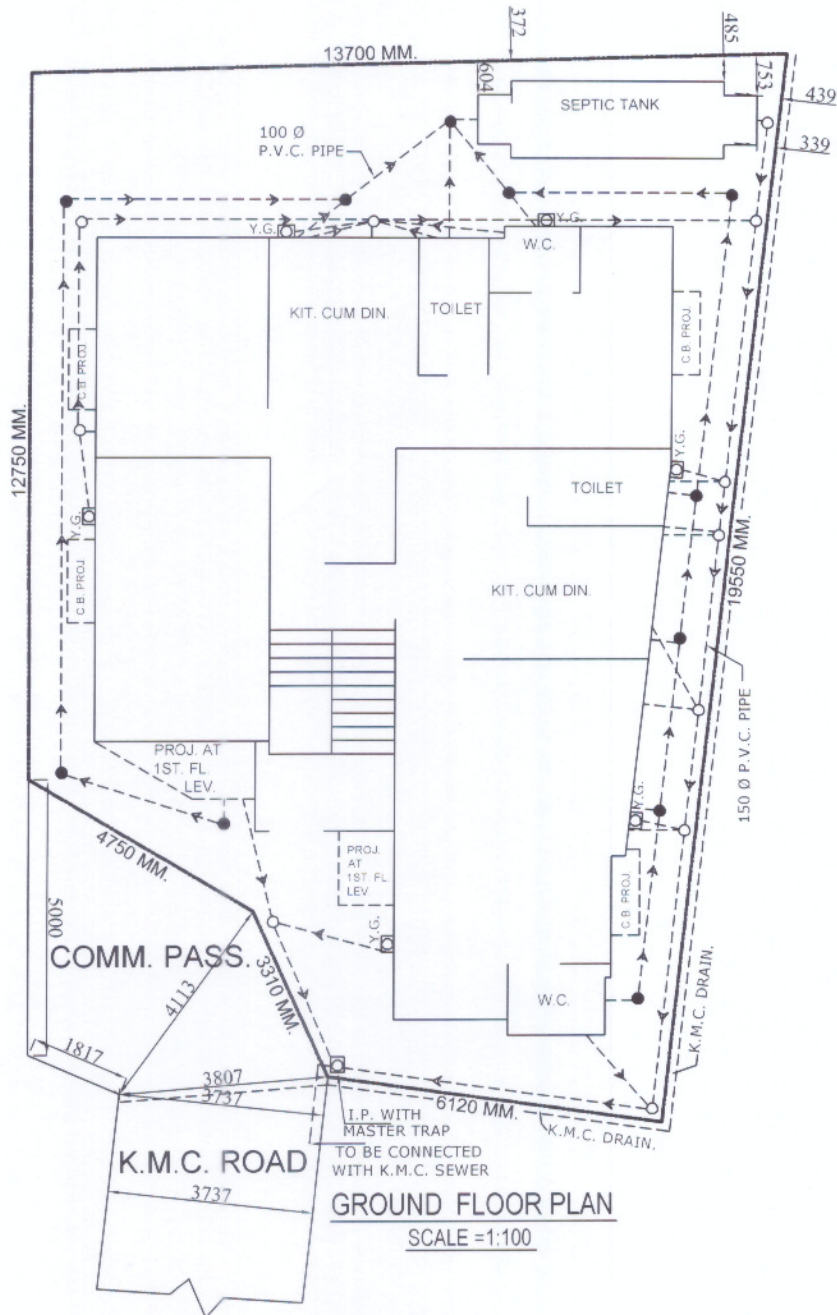 13700 MM.
372
485
604
753
439
339
SEPTIC TANK
100 Ø
P.V.C. PIPE
Y.G.
Y.G.
W.C.
KIT. CUM DIN.
TOILET
C.B. PROJ.
C.B. PROJ.
12750 MM.
Y.G.
TOILET
Y.G.
C.B. PROJ.
KIT. CUM DIN.
19550 MM.
150 Ø P.V.C. PIPE
PROJ. AT
1ST. FL.
LEV.
Y.G.
4750 MM.
PROJ.
AT
1ST. FL.
LEV.
C.B. PROJ.
5000
COMM. PASS.
4113
3310 MM.
Y.G.
W.C.
K.M.C. DRAIN.
1817
3807
3737
6120 MM.
K.M.C. DRAIN.
I.P. WITH
MASTER TRAP
TO BE CONNECTED
WITH K.M.C. SEWER
K.M.C. ROAD
3737
GROUND FLOOR PLAN
SCALE =1:100